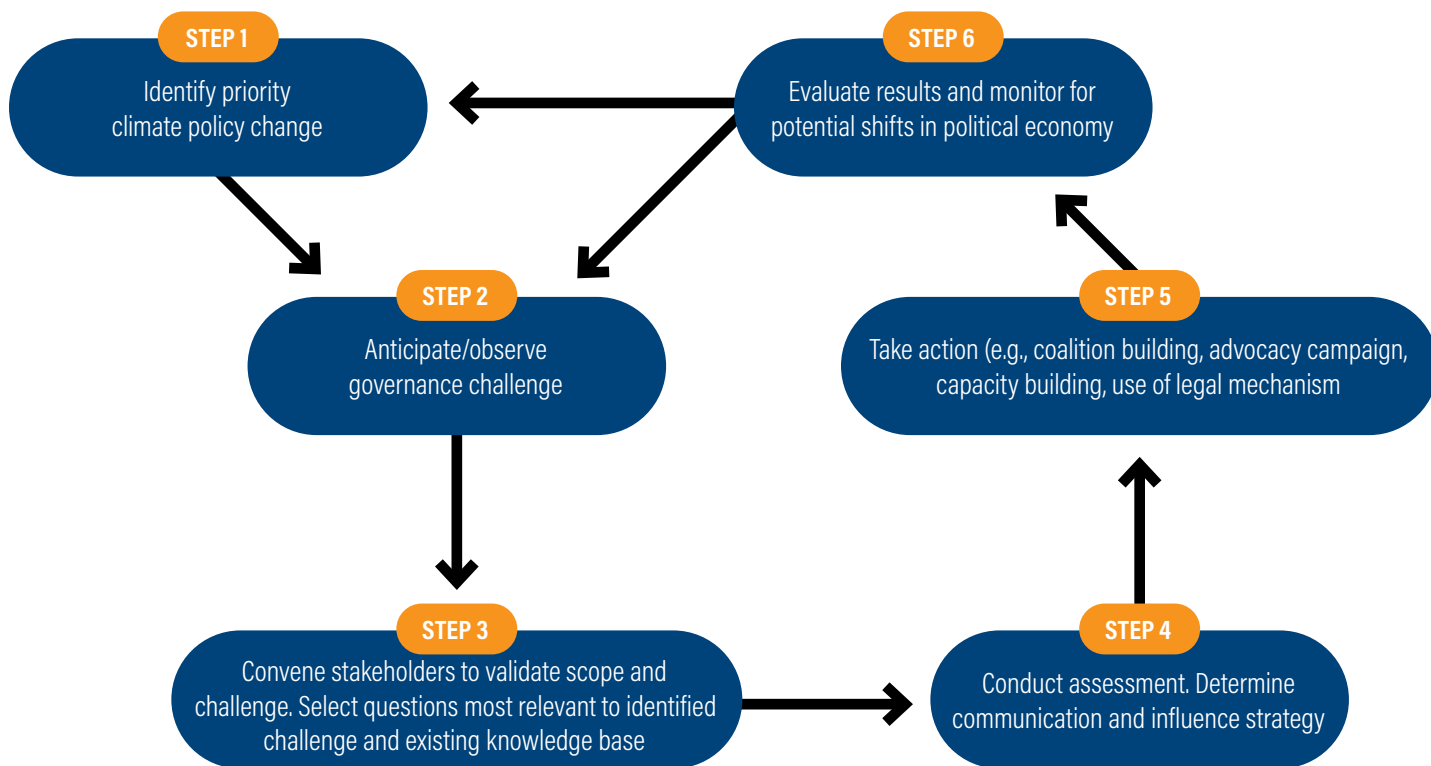 STEP 1
Identify priority
climate policy change
STEP 2
Anticipate/observe
governance challenge
STEP 3
Convene stakeholders to validate scope and
challenge. Select questions most relevant to identified
challenge and existing knowledge base
STEP 4
Conduct assessment. Determine
communication and influence strategy
STEP 5
Take action (e.g., coalition building, advocacy campaign,
capacity building, use of legal mechanism
STEP 6
Evaluate results and monitor for
potential shifts in political economy